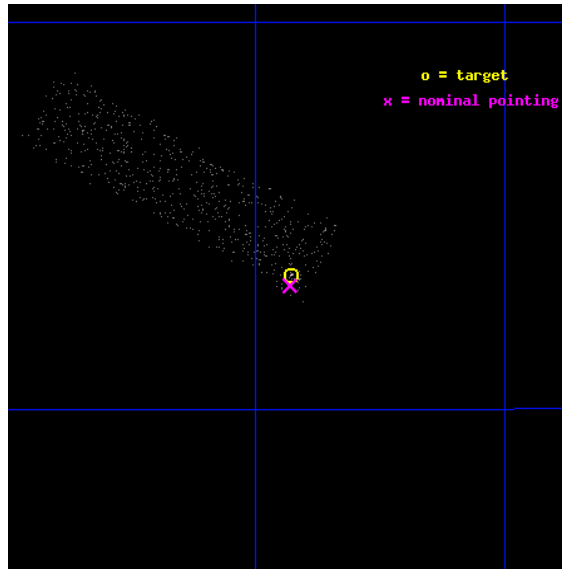 o = target
x = nominal pointing